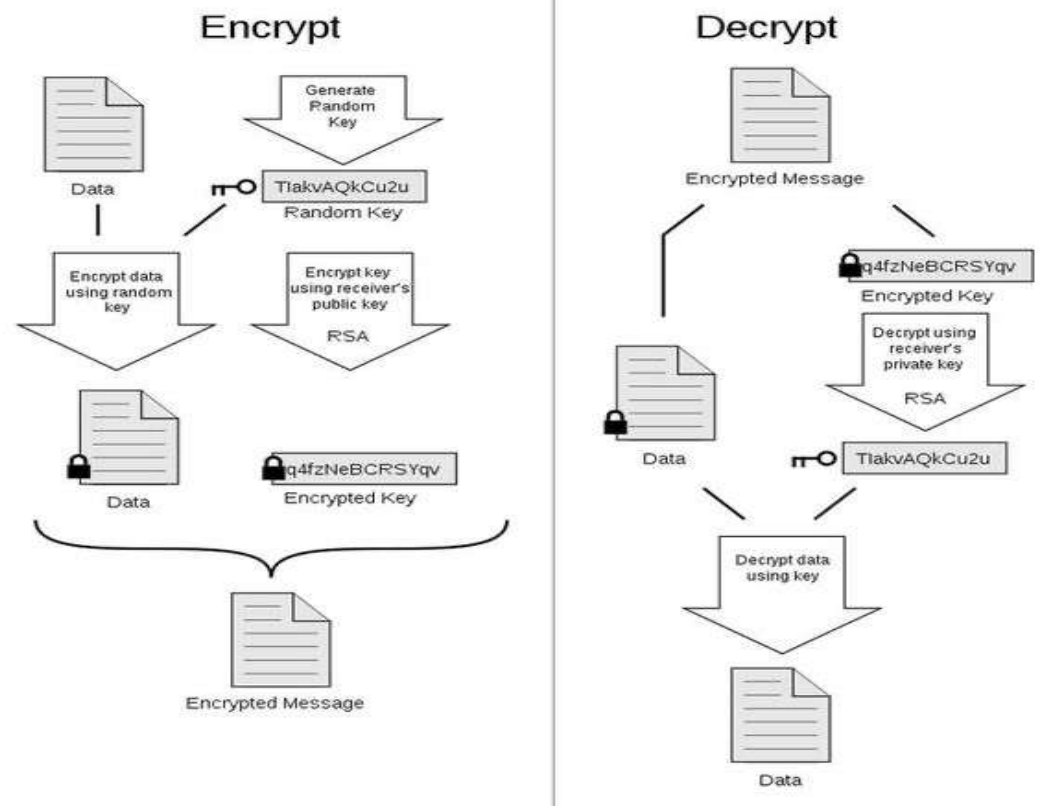 Encrypt
Generate
Random
Key
Data
TIakvAQkCu2u
Random Key
Encrypt data
using random
key
Encrypt key
using receiver's
public key
RSA
Data
q4fzNeBCRSYqv
Encrypted Key
Encrypted Message
Decrypt
Encrypted Message
q4fzNeBCRSYqv
Encrypted Key
Decrypt using
receiver's
private key
RSA
Data
TIakvAQkCu2u
Decrypt data
using key
Data